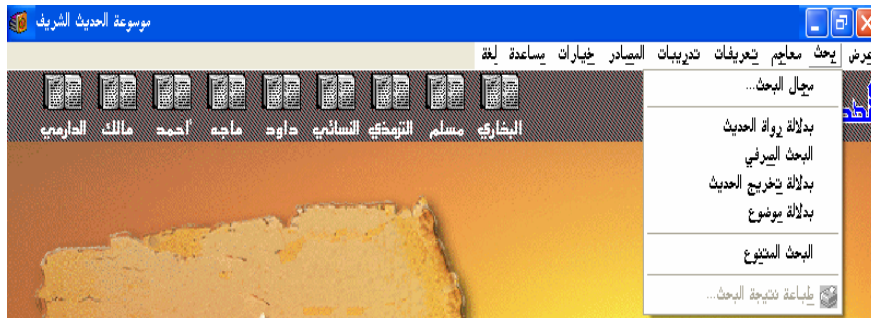 موسوعة الحديث الشريف
عرض بحث معاجم تعريفات تدريبات المصادر خيارات مساعدة لغة
مجال البحث...
بدلالة رواة الحديث
البحث الصرفي
بدلالة تخريج الحديث
بدلالة موضوع
البحث المتنوع
طباعة نتيجة البحث...
البخاري مسلم الترمذي النسائي داود ماجه أحمد مالك الدارمي